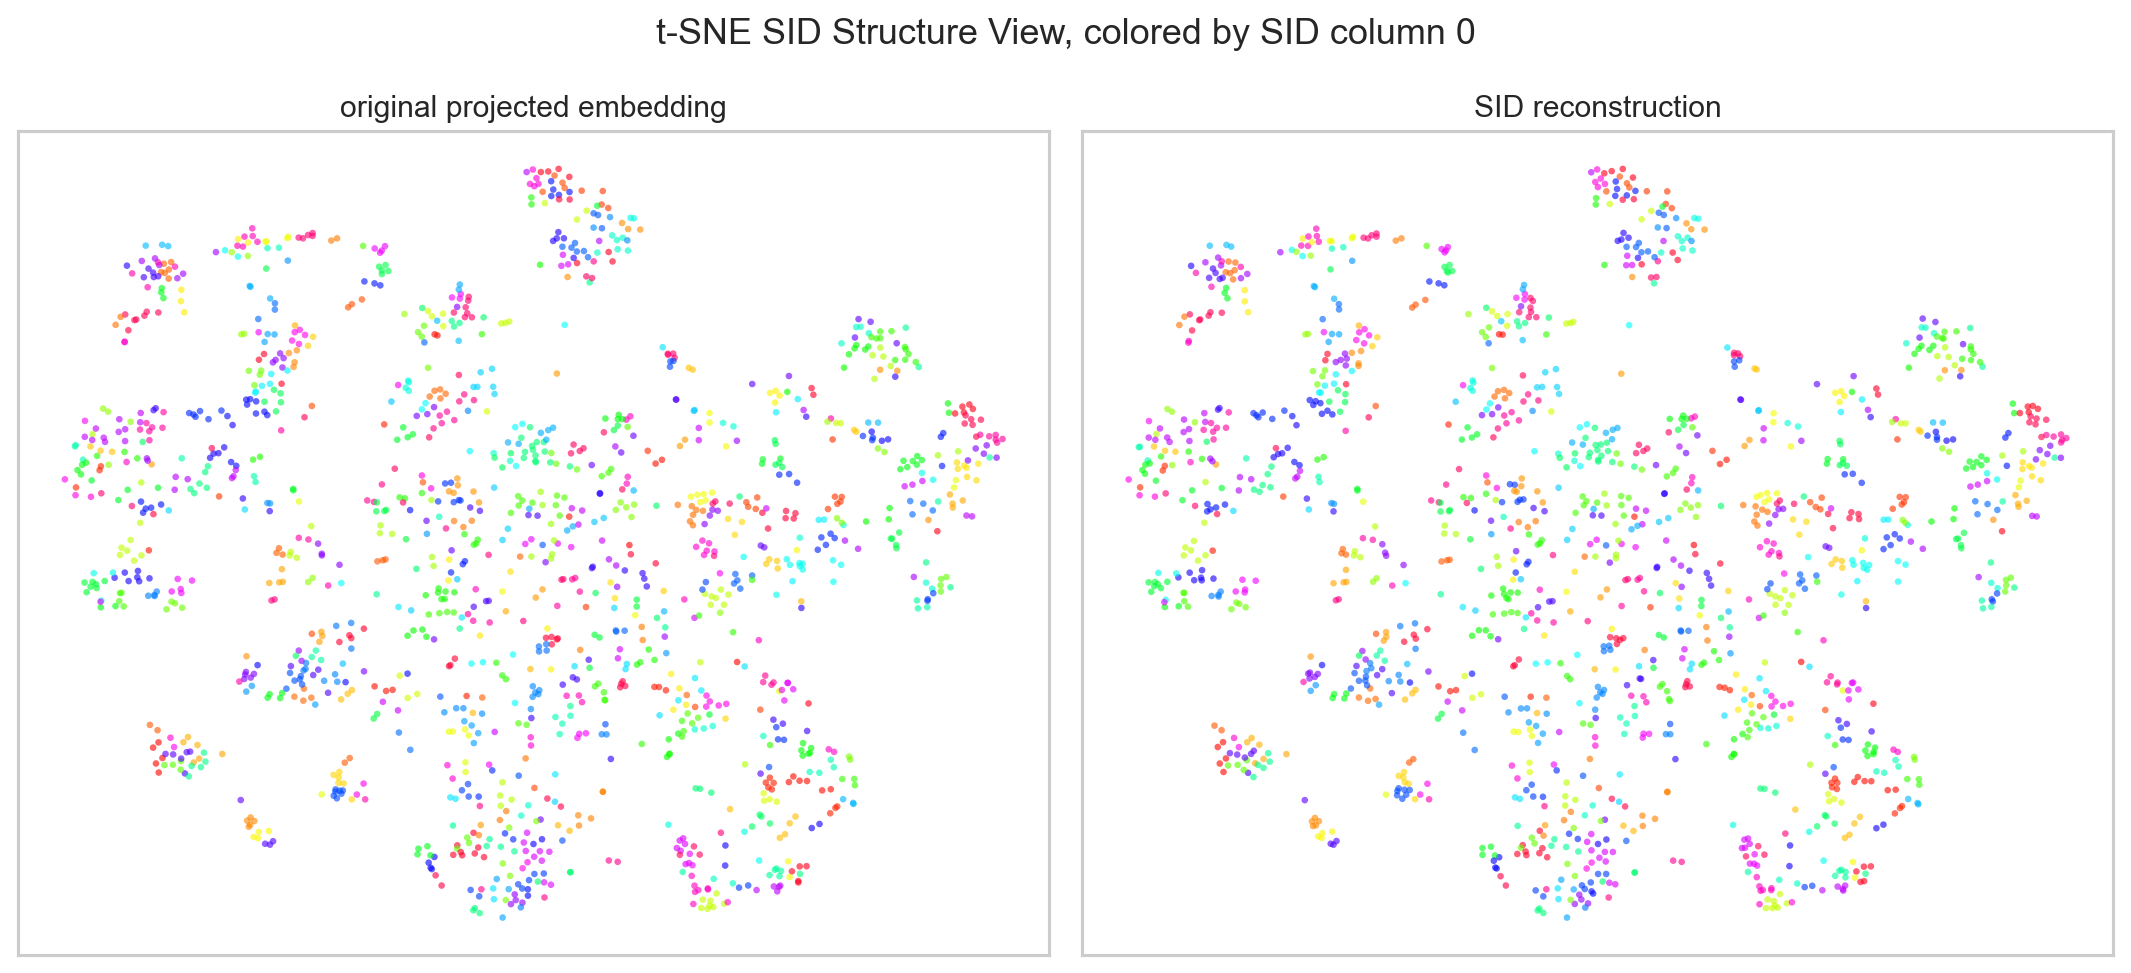 t-SNE SID Structure View, colored by SID column 0
original projected embedding
SID reconstruction